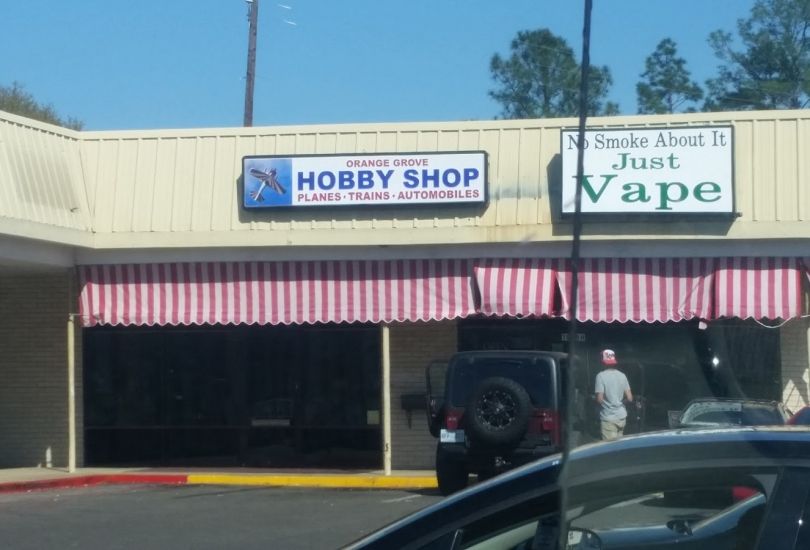 ORANGE GROVE
HOBBY SHOP
PLANES · TRAINS · AUTOMOBILES
No Smoke About It
Just
Vape